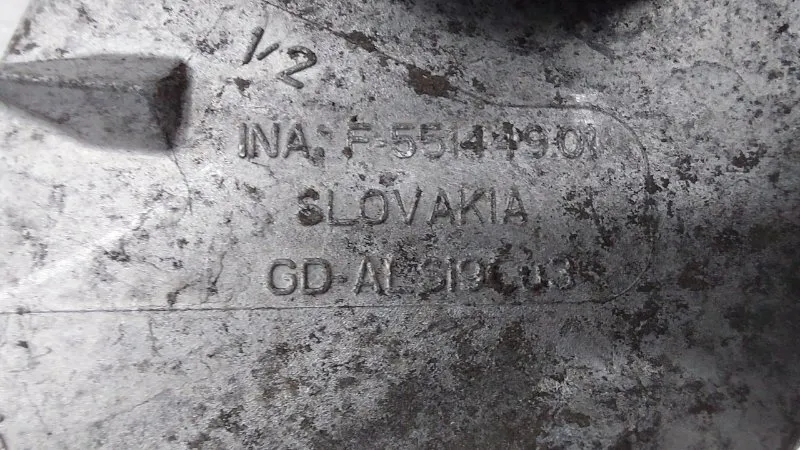 1/2
INA F-551449.01
SLOVAKIA
GD-ALSI9CU3